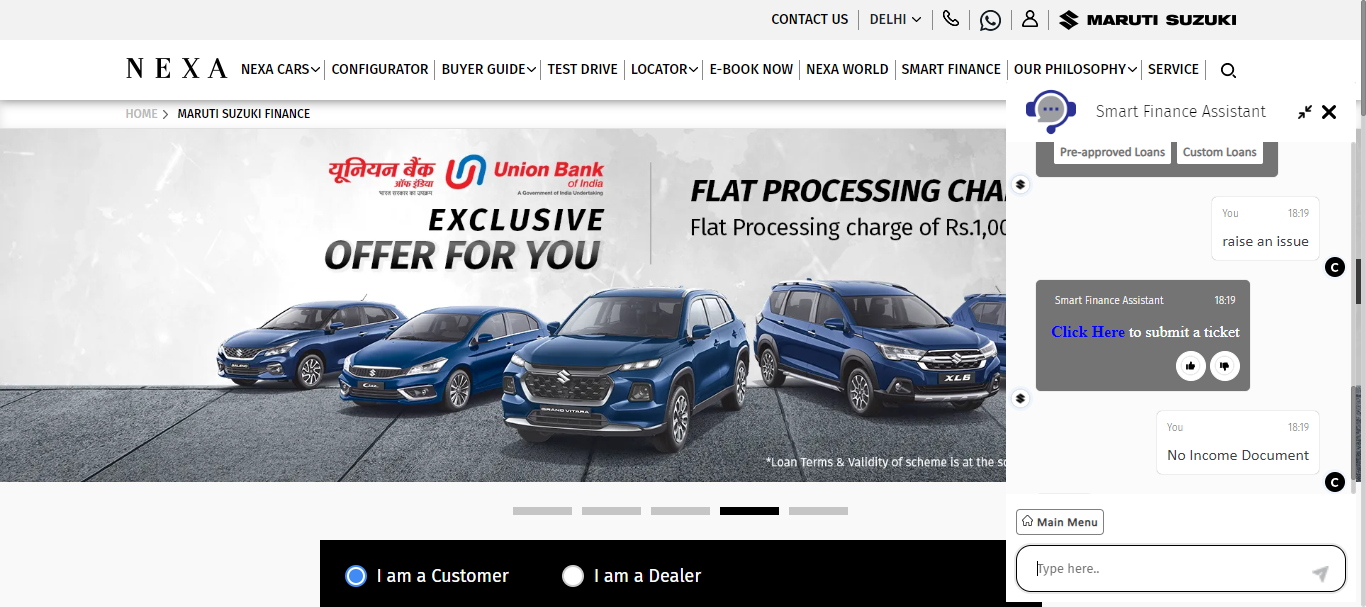 CONTACT US DELHI MARUTI SUZUKI
NEXA NEXA CARS CONFIGURATOR BUYER GUIDE TEST DRIVE LOCATOR E-BOOK NOW NEXA WORLD SMART FINANCE OUR PHILOSOPHY SERVICE
HOME MARUTI SUZUKI FINANCE
यूनियन बैंक
ऑफ इंडिया
भारत सरकार का उपक्रम
Union Bank
of India
A Government of India Undertaking
EXCLUSIVE
OFFER FOR YOU
FLAT PROCESSING CHA
Flat Processing charge of Rs.1,00
CIAZ
GRAND VITARA
XL6
*Loan Terms & Validity of scheme is at the so
I am a Customer I am a Dealer
Smart Finance Assistant
Pre-approved Loans Custom Loans
You 18:19
raise an issue
C
Smart Finance Assistant 18:19
Click Here to submit a ticket
You 18:19
No Income Document
C
Main Menu
Type here..